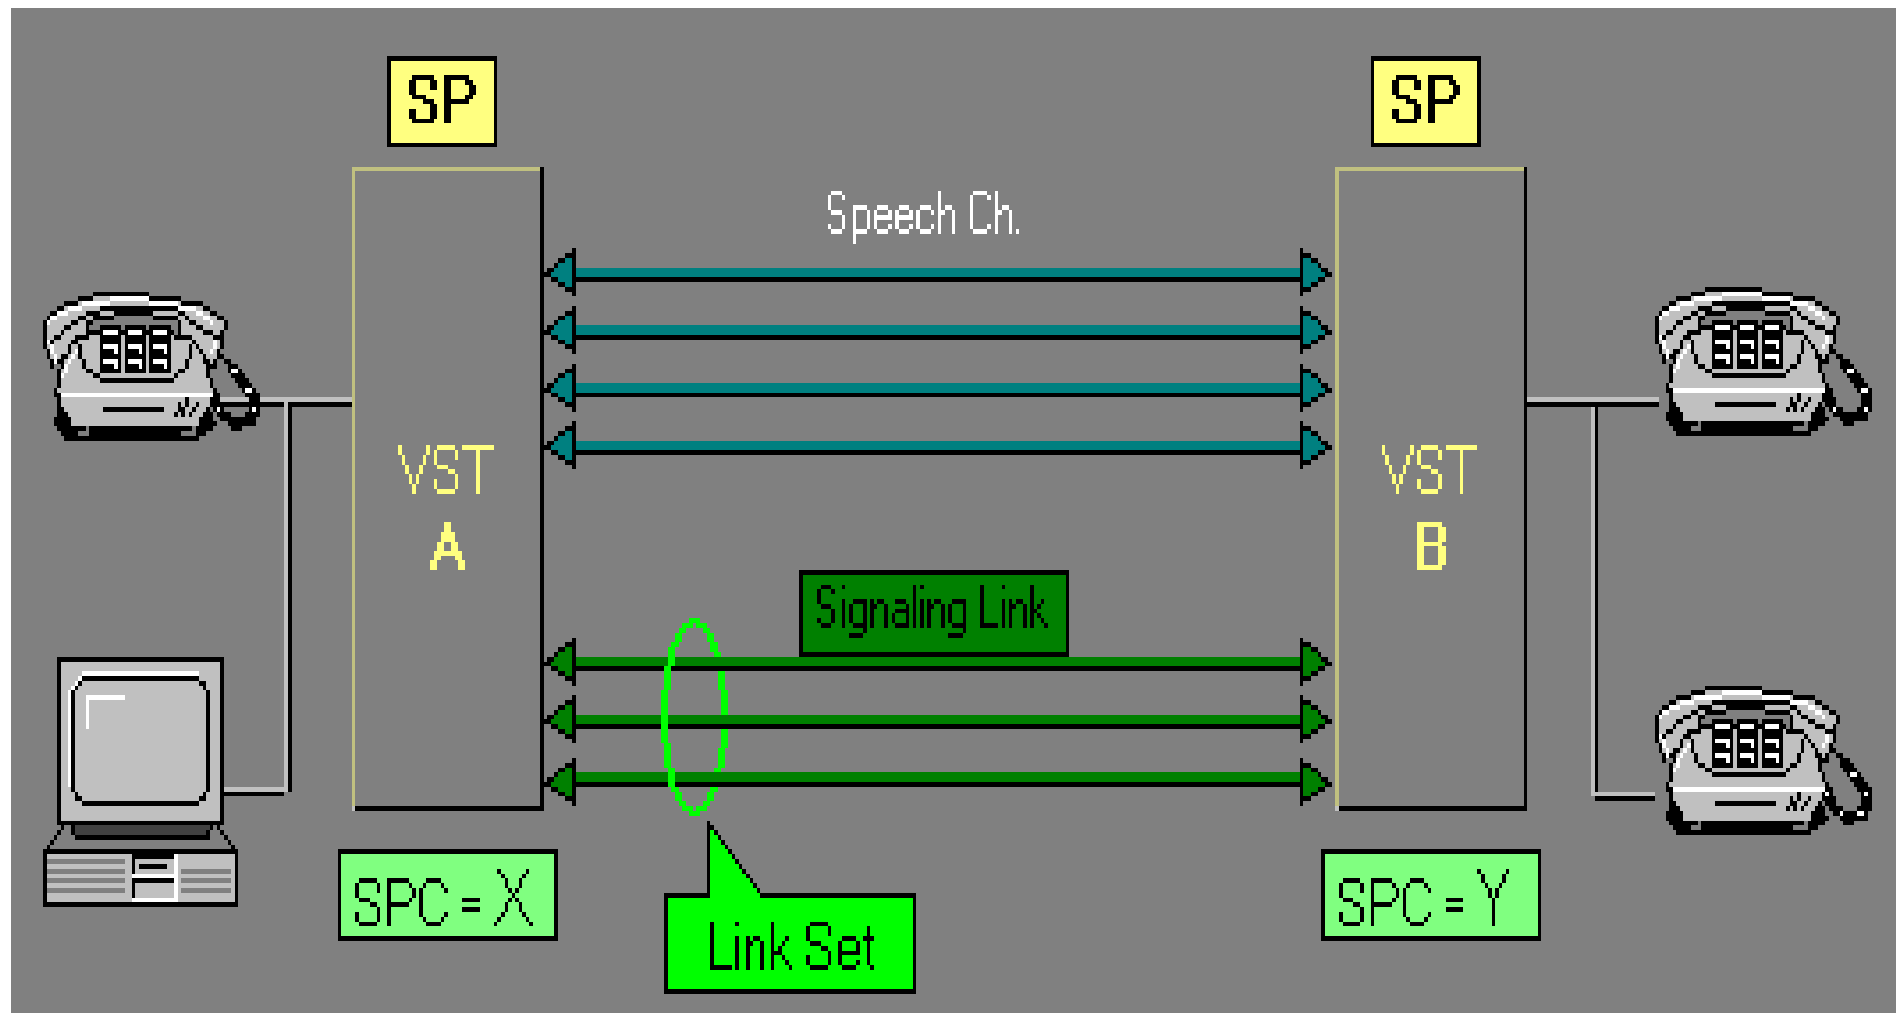 SP
SP
Speech Ch.
VST
A
VST
B
Signaling Link
SPC = X
SPC = Y
Link Set